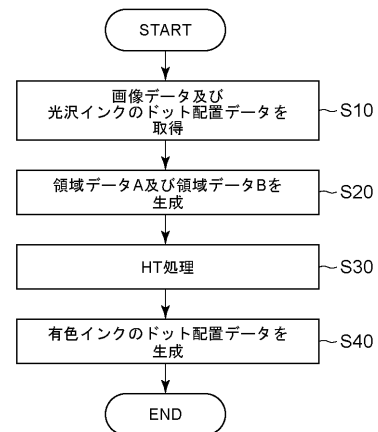 START
画像データ及び
光沢インクのドット配置データを
取得
S10
領域データA及び領域データBを
生成
S20
HT処理
S30
有色インクのドット配置データを
生成
S40
END